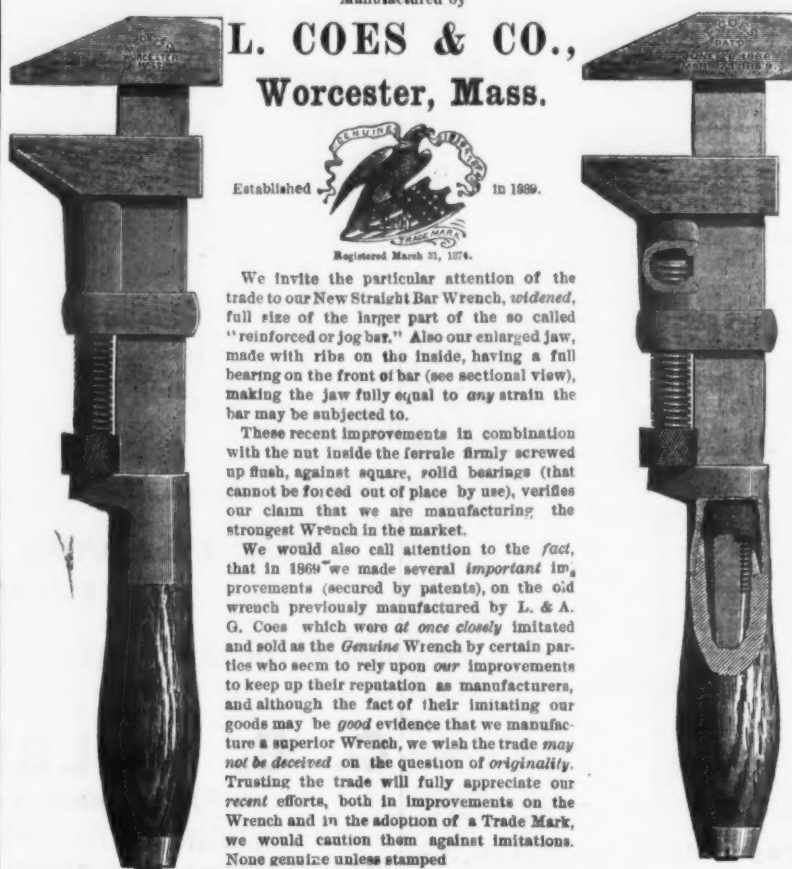 Manufactured by
L. COES & CO.,
Worcester, Mass.
GENUINE
Established in 1839.
TRADE MARK
Registered March 31, 1874.
We invite the particular attention of the
trade to our New Straight Bar Wrench, widened,
full size of the larger part of the so called
"reinforced or jog bar." Also our enlarged jaw,
made with ribs on the inside, having a full
bearing on the front of bar (see sectional view),
making the jaw fully equal to any strain the
bar may be subjected to.
These recent improvements in combination
with the nut inside the ferrule firmly screwed
up flush, against square, solid bearings (that
cannot be forced out of place by use), verifies
our claim that we are manufacturing the
strongest Wrench in the market.
We would also call attention to the fact,
that in 1869 we made several important im-
provements (secured by patents), on the old
wrench previously manufactured by L. & A.
G. Coes which were at once closely imitated
and sold as the Genuine Wrench by certain par-
ties who seem to rely upon our improvements
to keep up their reputation as manufacturers,
and although the fact of their imitating our
goods may be good evidence that we manufac-
ture a superior Wrench, we wish the trade may
not be deceived on the question of originality.
Trusting the trade will fully appreciate our
recent efforts, both in improvements on the
Wrench and in the adoption of a Trade Mark,
we would caution them against imitations.
None genuine unless stamped
WORCESTER
MASS
L. COES
PAT'D